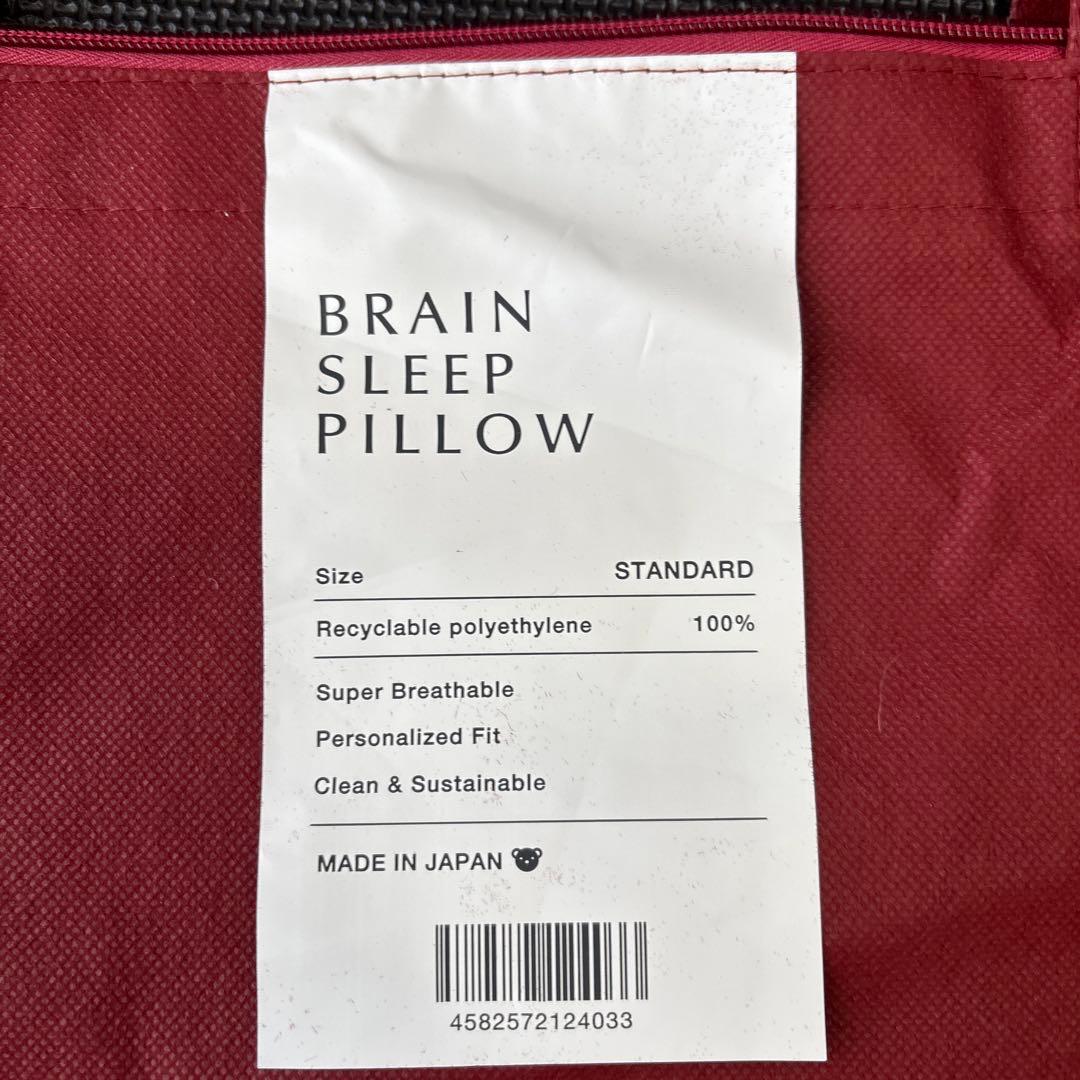 BRAIN
SLEEP
PILLOW
Size STANDARD
Recyclable polyethylene 100%
Super Breathable
Personalized Fit
Clean & Sustainable
MADE IN JAPAN
4582572124033